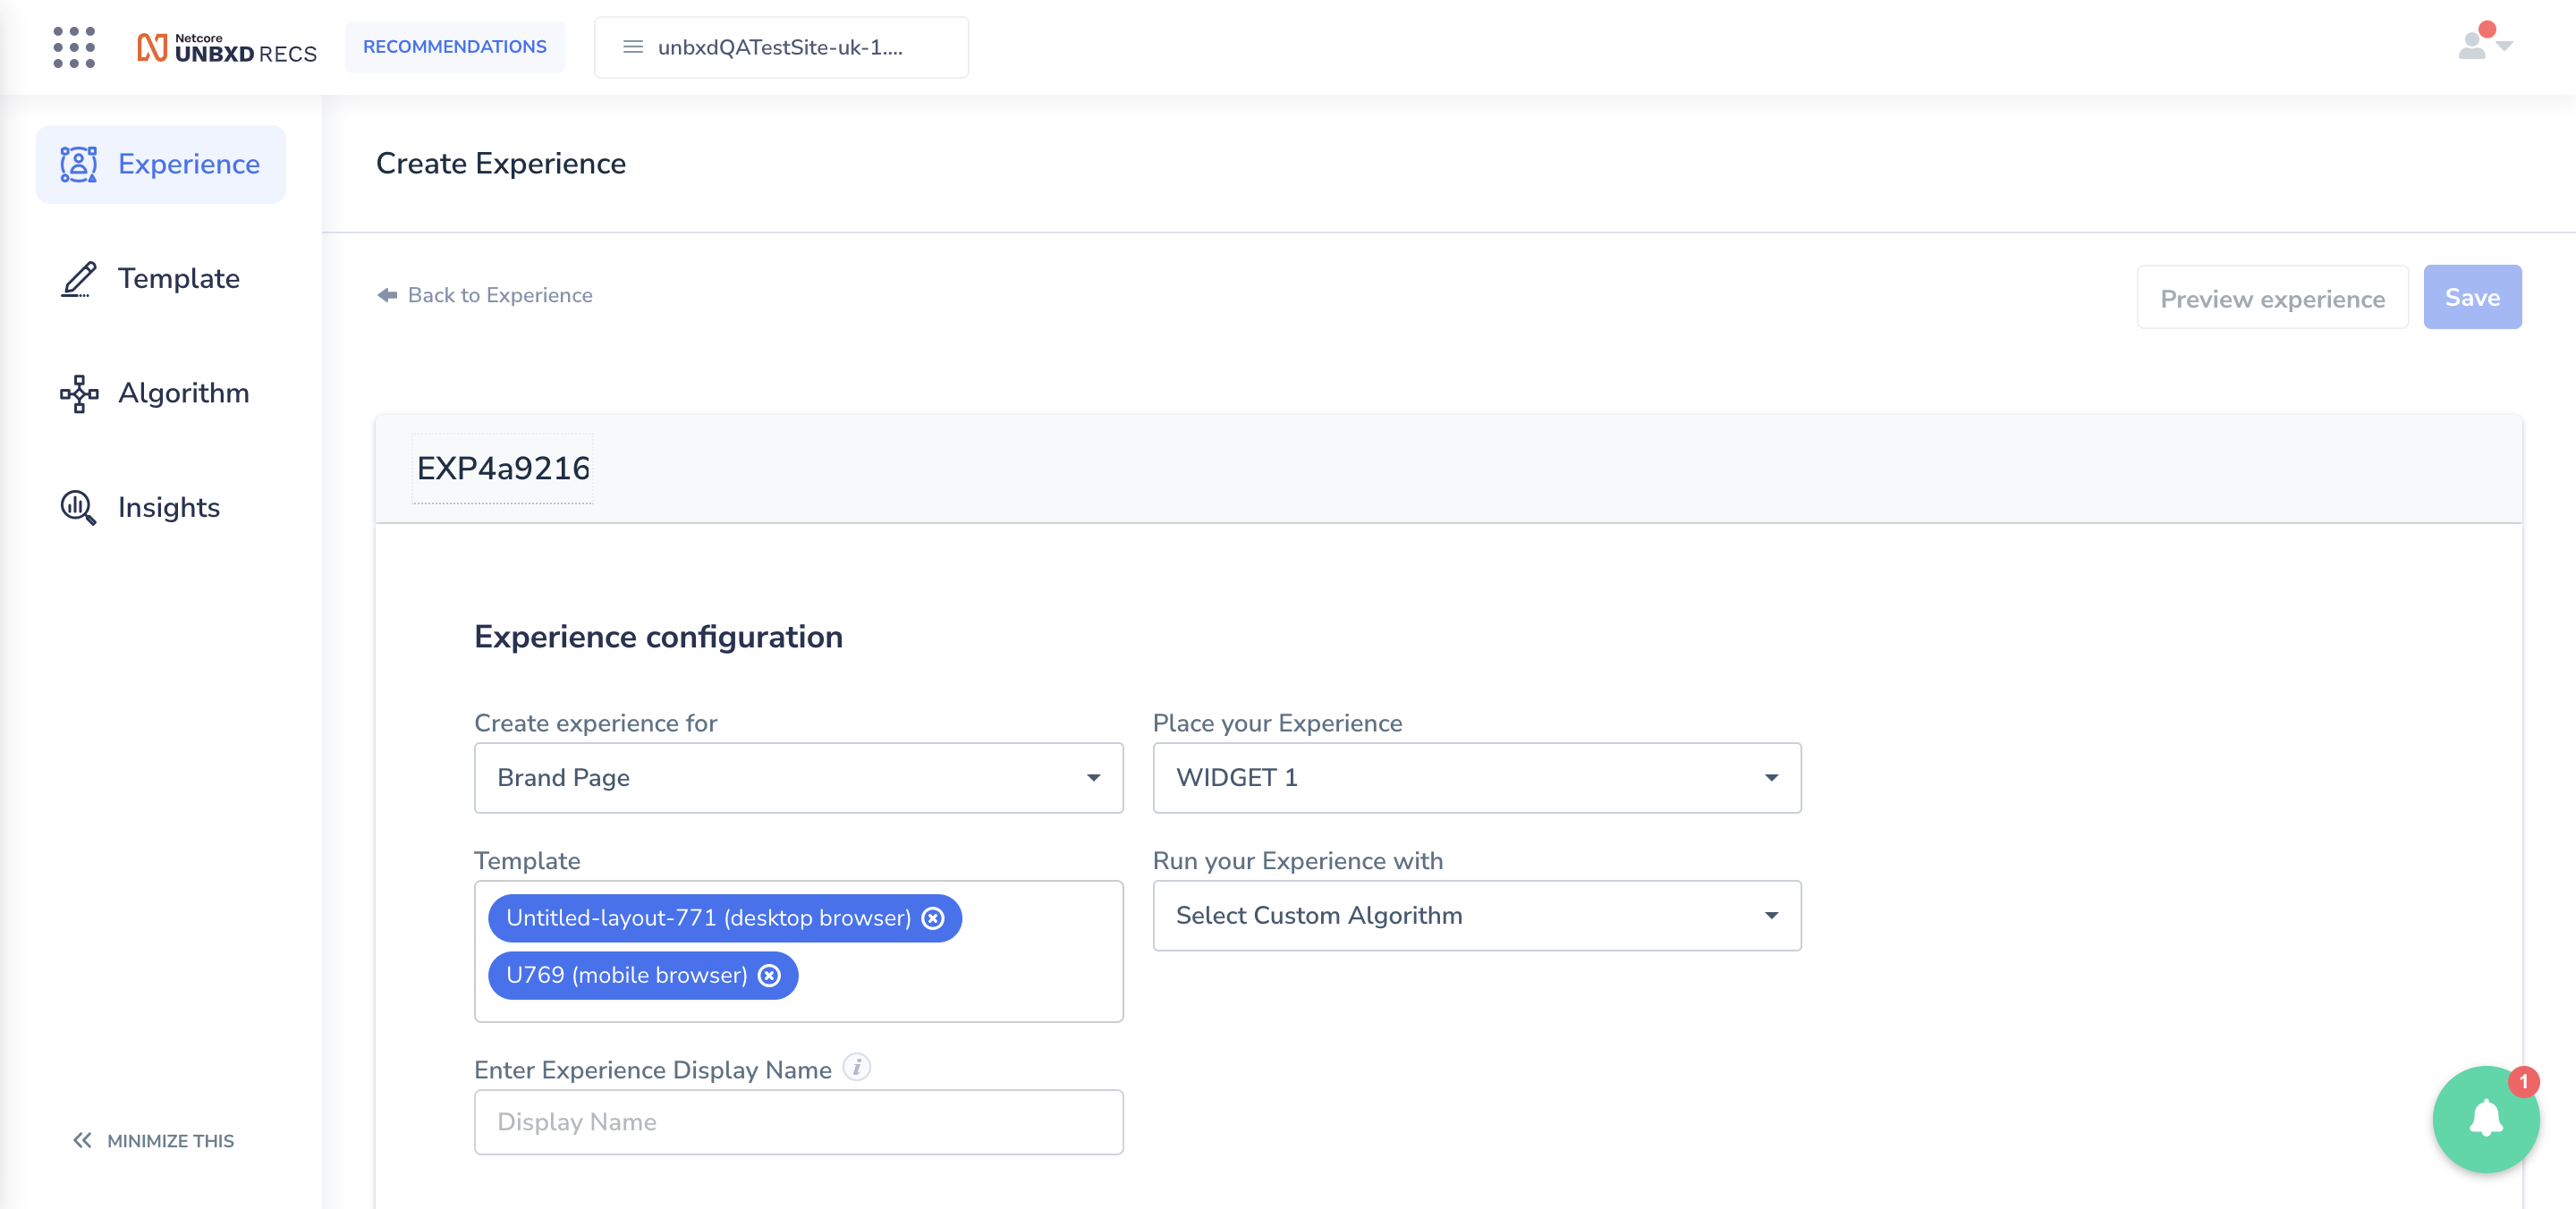 Netcore
UNBXD RECS
RECOMMENDATIONS
unbxdQATestSite-uk-1....
Experience
Template
Algorithm
Insights
MINIMIZE THIS
Create Experience
Back to Experience
Preview experience
Save
EXP4a9216
Experience configuration
Create experience for
Place your Experience
Brand Page
WIDGET 1
Template
Run your Experience with
Untitled-layout-771 (desktop browser)
U769 (mobile browser)
Select Custom Algorithm
Enter Experience Display Name i
Display Name
1